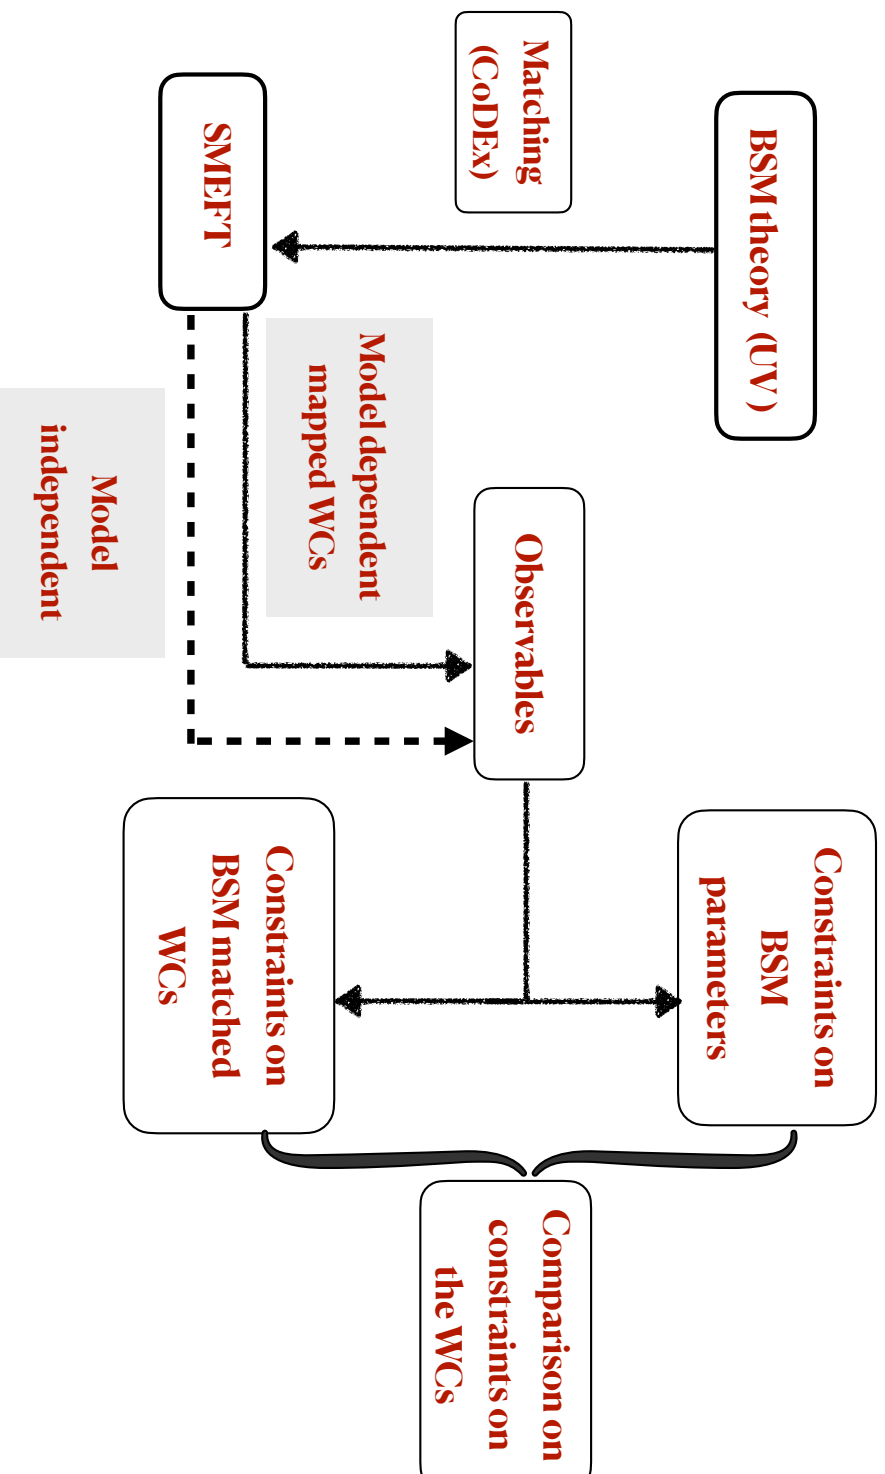 BSM theory (UV)
Matching
(CoDEx)
SMEFT
Model dependent
mapped WCs
Model
independent
Observables
Constraints on
BSM
parameters
Constraints on
BSM matched
WCs
Comparison on
constraints on
the WCs